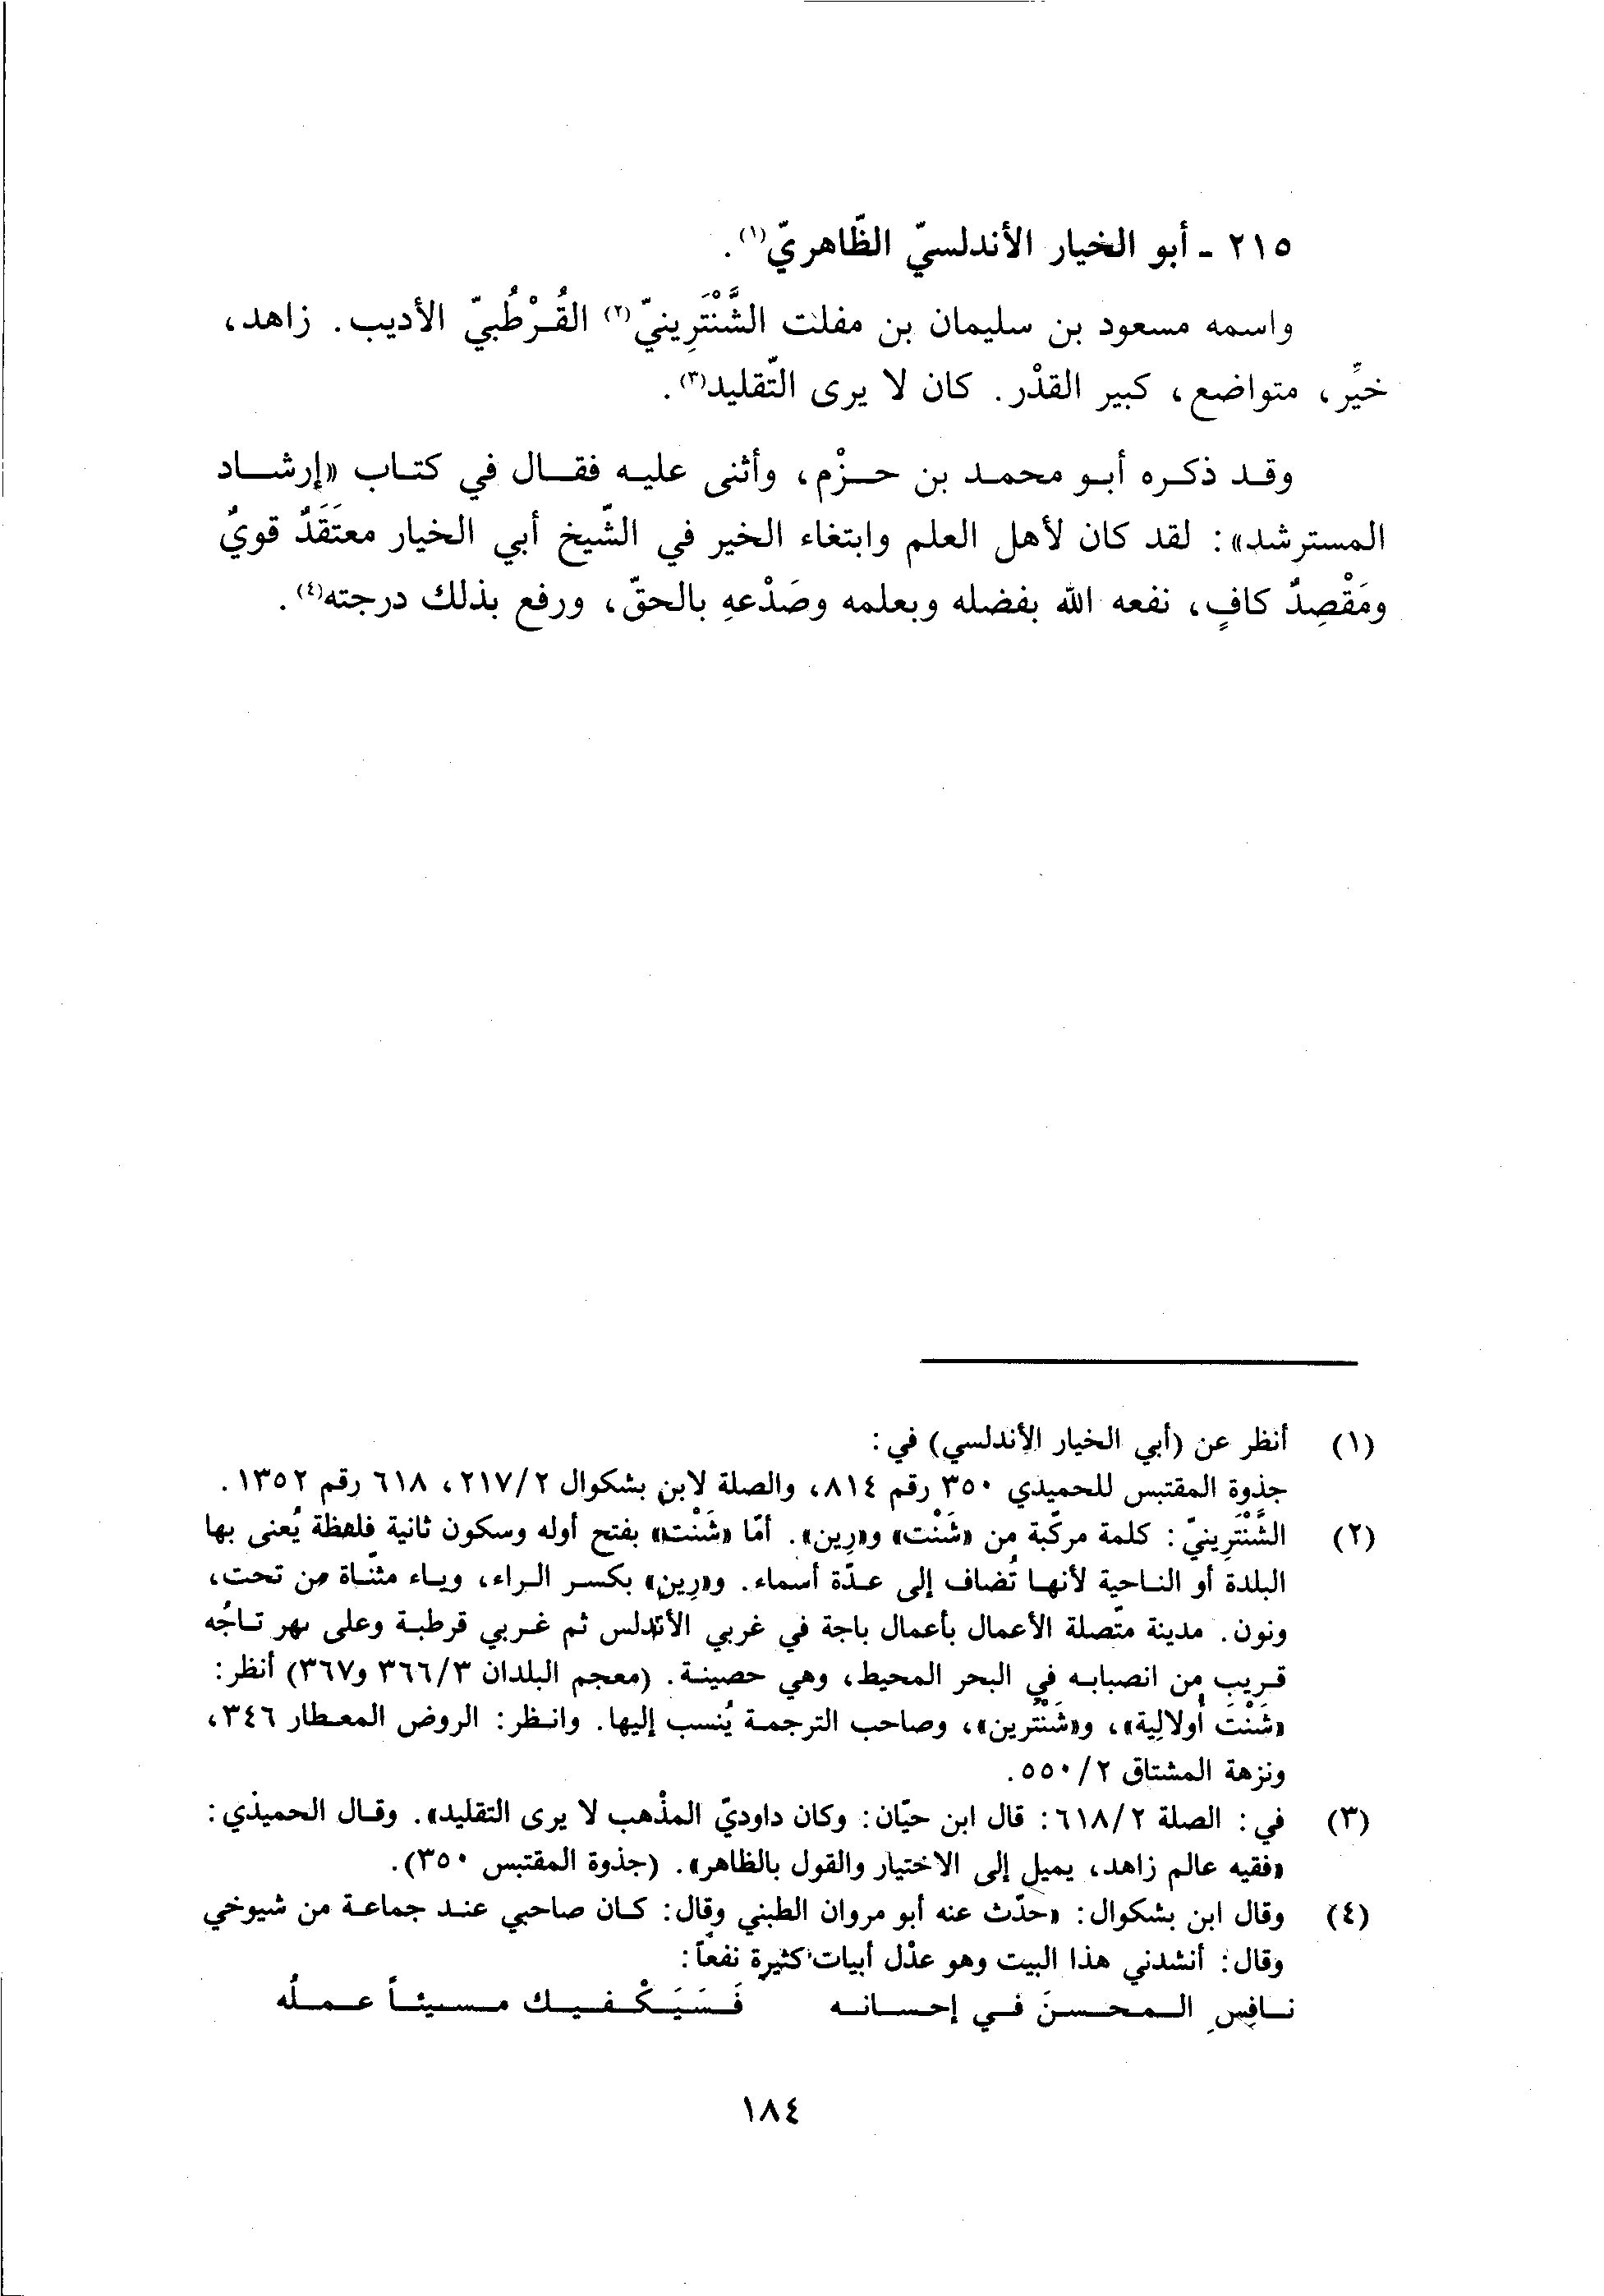 ٢١٥ - أبو الخيار الأندلسيّ الظّاهريّ(١).
واسمه مسعود بن سليمان بن مفلت الشَّنْتَرِينيّ(٢) القُرْطُبيّ الأديب. زاهد،
خيِّر، متواضع، كبير القدْر. كان لا يرى التّقليد(٣).
وقد ذكره أبو محمد بن حزْم، وأثنى عليه فقال في كتاب «إرشاد
المسترشد»: لقد كان لأهل العلم وابتغاء الخير في الشّيخ أبي الخيار معتَقَدٌ قويٌ
ومَقْصِدٌ كافٍ، نفعه الله بفضله وبعلمه وصَدْعهِ بالحقّ، ورفع بذلك درجته(٤).
(١) أنظر عن (أبي الخيار الأندلسي) في:
جذوة المقتبس للحميدي ٣٥٠ رقم ٨١٤، والصلة لابن بشكوال ٢١٧/٢، ٦١٨ رقم ١٣٥٢.
(٢) الشَّنْتَرِينيّ: كلمة مركّبة من «شَنْت» و«رِين». أمّا «شَنْت» بفتح أوله وسكون ثانية فلفظة يُعنى بها
البلدة أو الناحية لأنها تُضاف إلى عدّة أسماء. و«رِين» بكسر الراء، وياء مثنّاة من تحت،
ونون. مدينة متّصلة الأعمال بأعمال باجة في غربي الأندلس ثم غربي قرطبة وعلى نهر تاجُه
قريب من انصبابه في البحر المحيط، وهي حصينة. (معجم البلدان ٣٦٦/٣ و٣٦٧) أنظر:
«شَنْتَ أُولالِية»، و«شَنْتَرين»، وصاحب الترجمة يُنسب إليها. وانظر: الروض المعطار ٣٤٦،
ونزهة المشتاق ٥٥٠/٢.
(٣) في: الصلة ٦١٨/٢: قال ابن حيّان: وكان داوديّ المذْهب لا يرى التقليد». وقال الحميدي:
«فقيه عالم زاهد، يميل إلى الاختيار والقول بالظاهر». (جذوة المقتبس ٣٥٠).
(٤) وقال ابن بشكوال: «حدّث عنه أبو مروان الطبني وقال: كان صاحبي عند جماعة من شيوخي
وقال: أنشدني هذا البيت وهو عدْل أبيات كثيرة نفعاً:
نافِسِ المحسنَ في إحسانه فَسَيَكْفيك مسيئاً عملُه
١٨٤